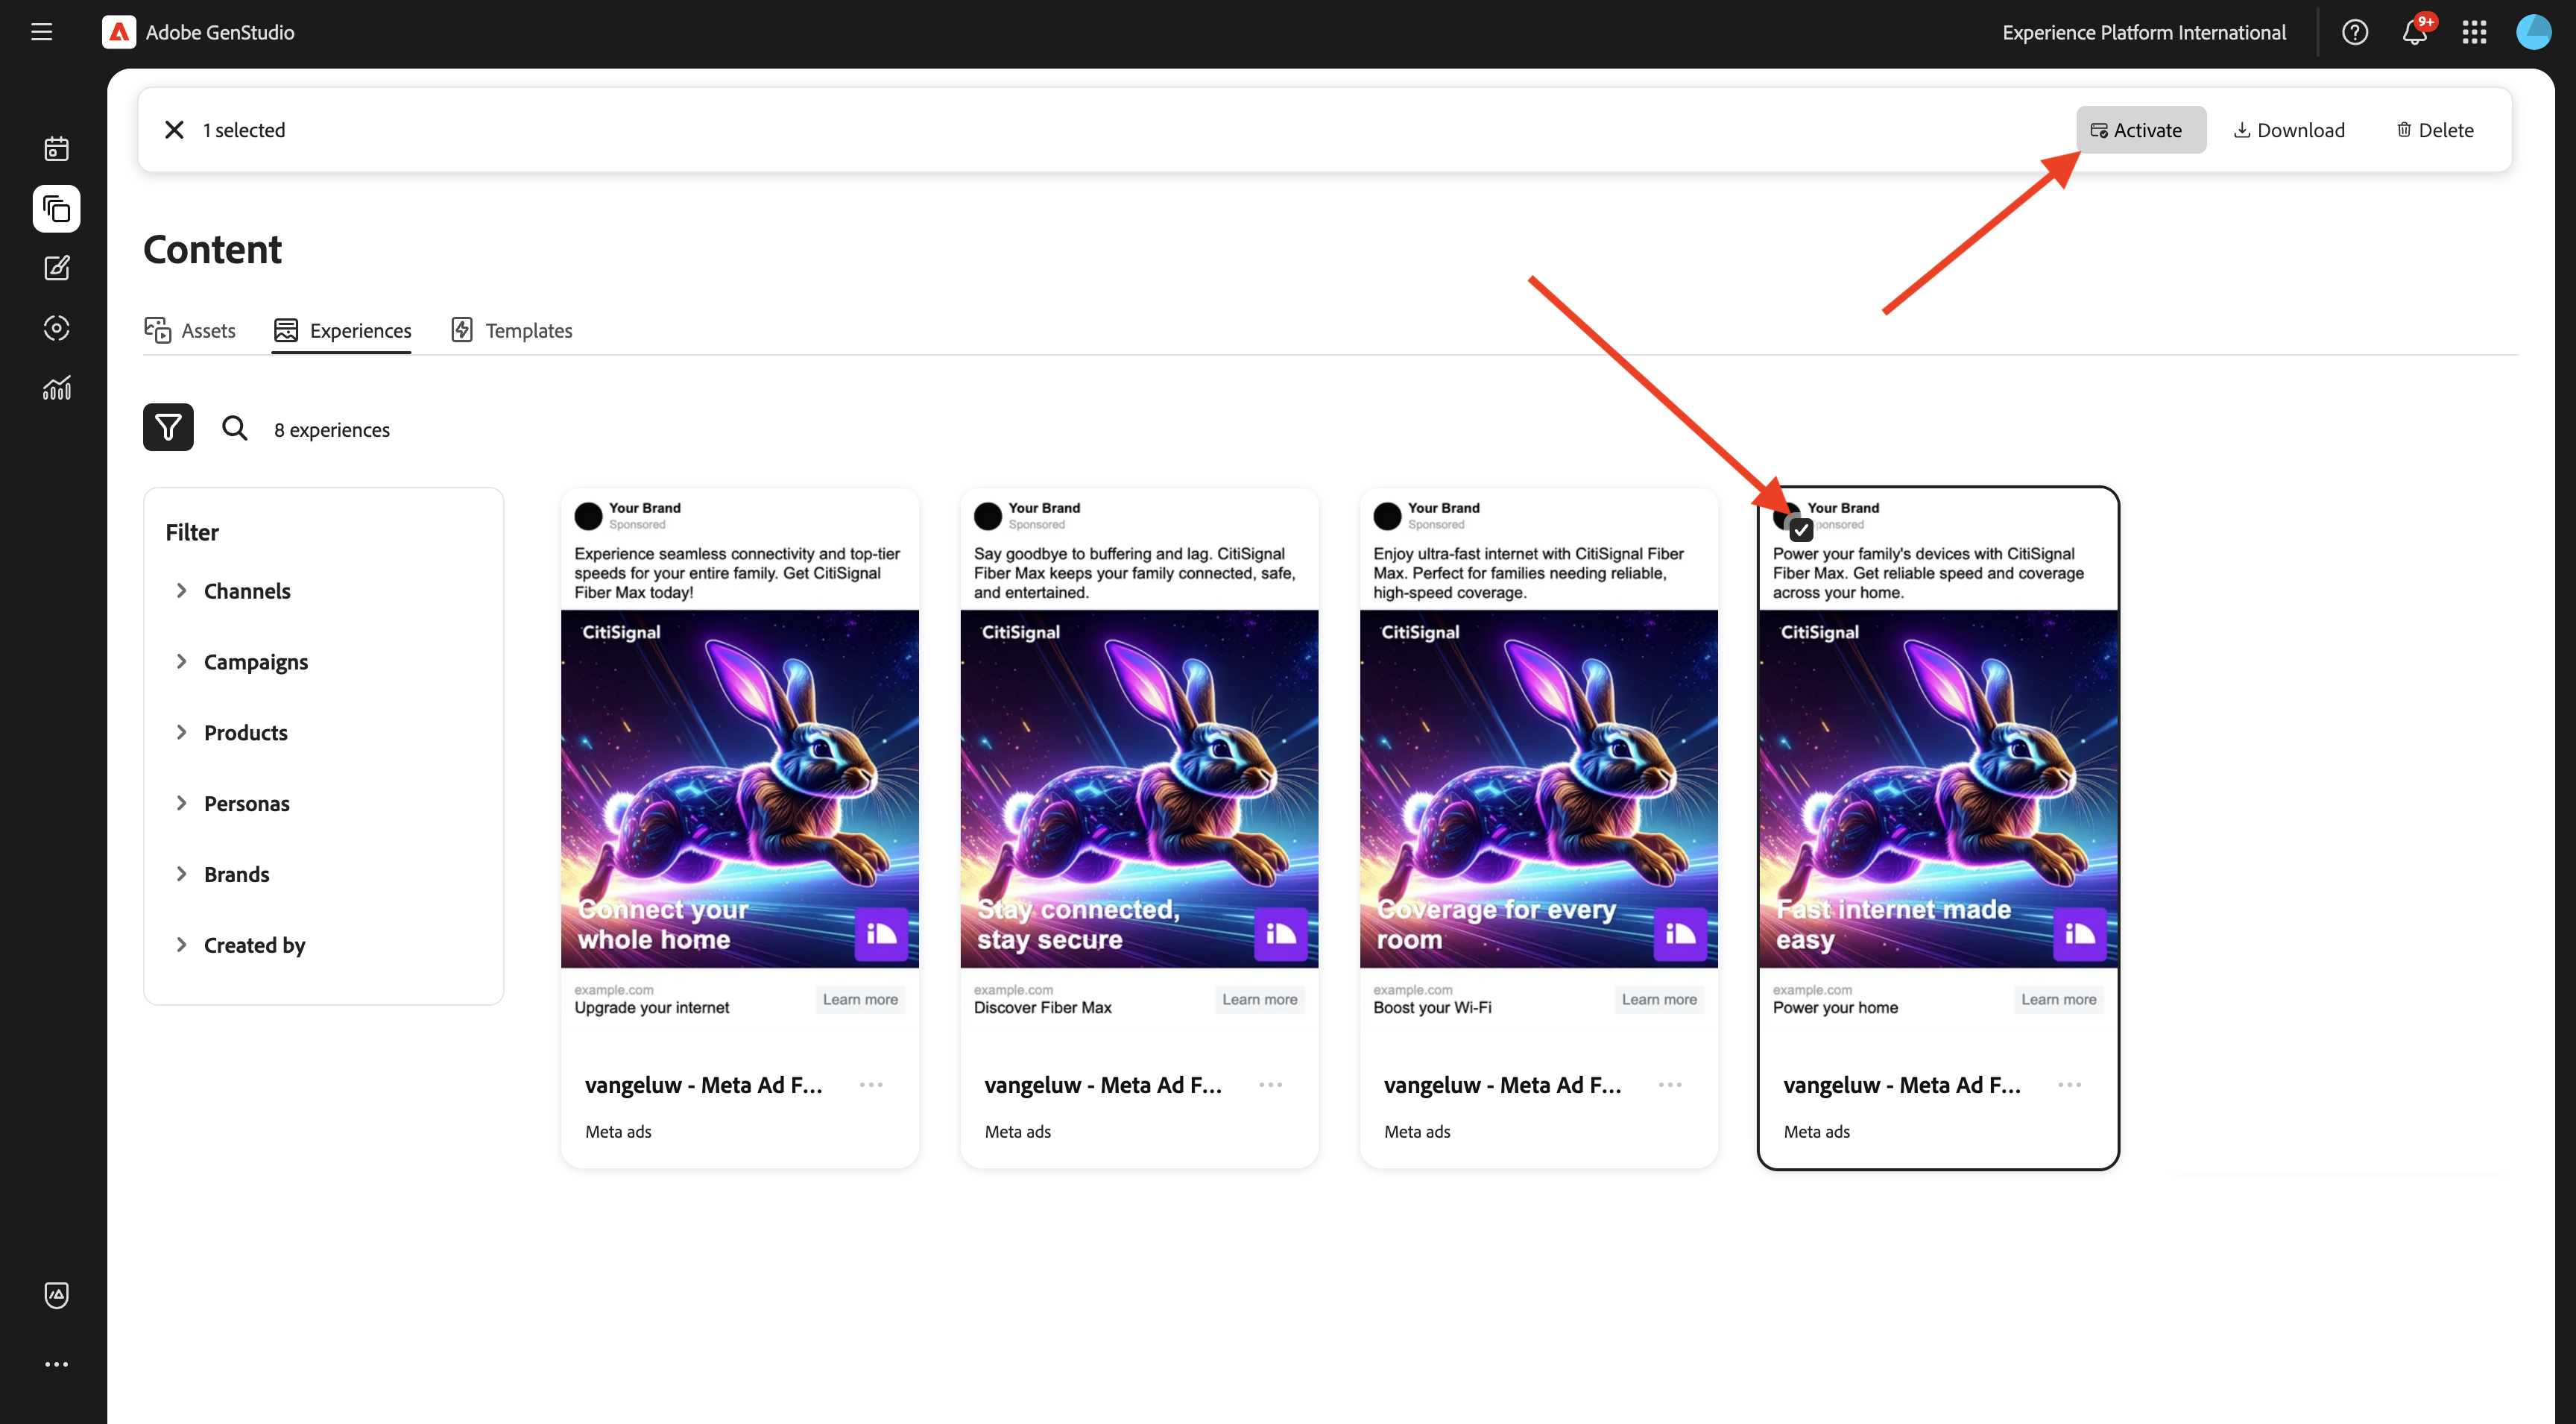 Adobe GenStudio
Experience Platform International
9+
1 selected
Activate
Download
Delete
Content
Assets
Experiences
Templates
8 experiences
Filter
Channels
Campaigns
Products
Personas
Brands
Created by
Your Brand
Sponsored
Experience seamless connectivity and top-tier
speeds for your entire family. Get CitiSignal
Fiber Max today!
CitiSignal
Connect your
whole home
example.com
Upgrade your internet
Learn more
vangeluw - Meta Ad F...
Meta ads
Your Brand
Sponsored
Say goodbye to buffering and lag. CitiSignal
Fiber Max keeps your family connected, safe,
and entertained.
CitiSignal
Stay connected,
stay secure
example.com
Discover Fiber Max
Learn more
vangeluw - Meta Ad F...
Meta ads
Your Brand
Sponsored
Enjoy ultra-fast internet with CitiSignal Fiber
Max. Perfect for families needing reliable,
high-speed coverage.
CitiSignal
Coverage for every
room
example.com
Boost your Wi-Fi
Learn more
vangeluw - Meta Ad F...
Meta ads
Your Brand
ponsored
Power your family's devices with CitiSignal
Fiber Max. Get reliable speed and coverage
across your home.
CitiSignal
Fast internet made
easy
example.com
Power your home
Learn more
vangeluw - Meta Ad F...
Meta ads